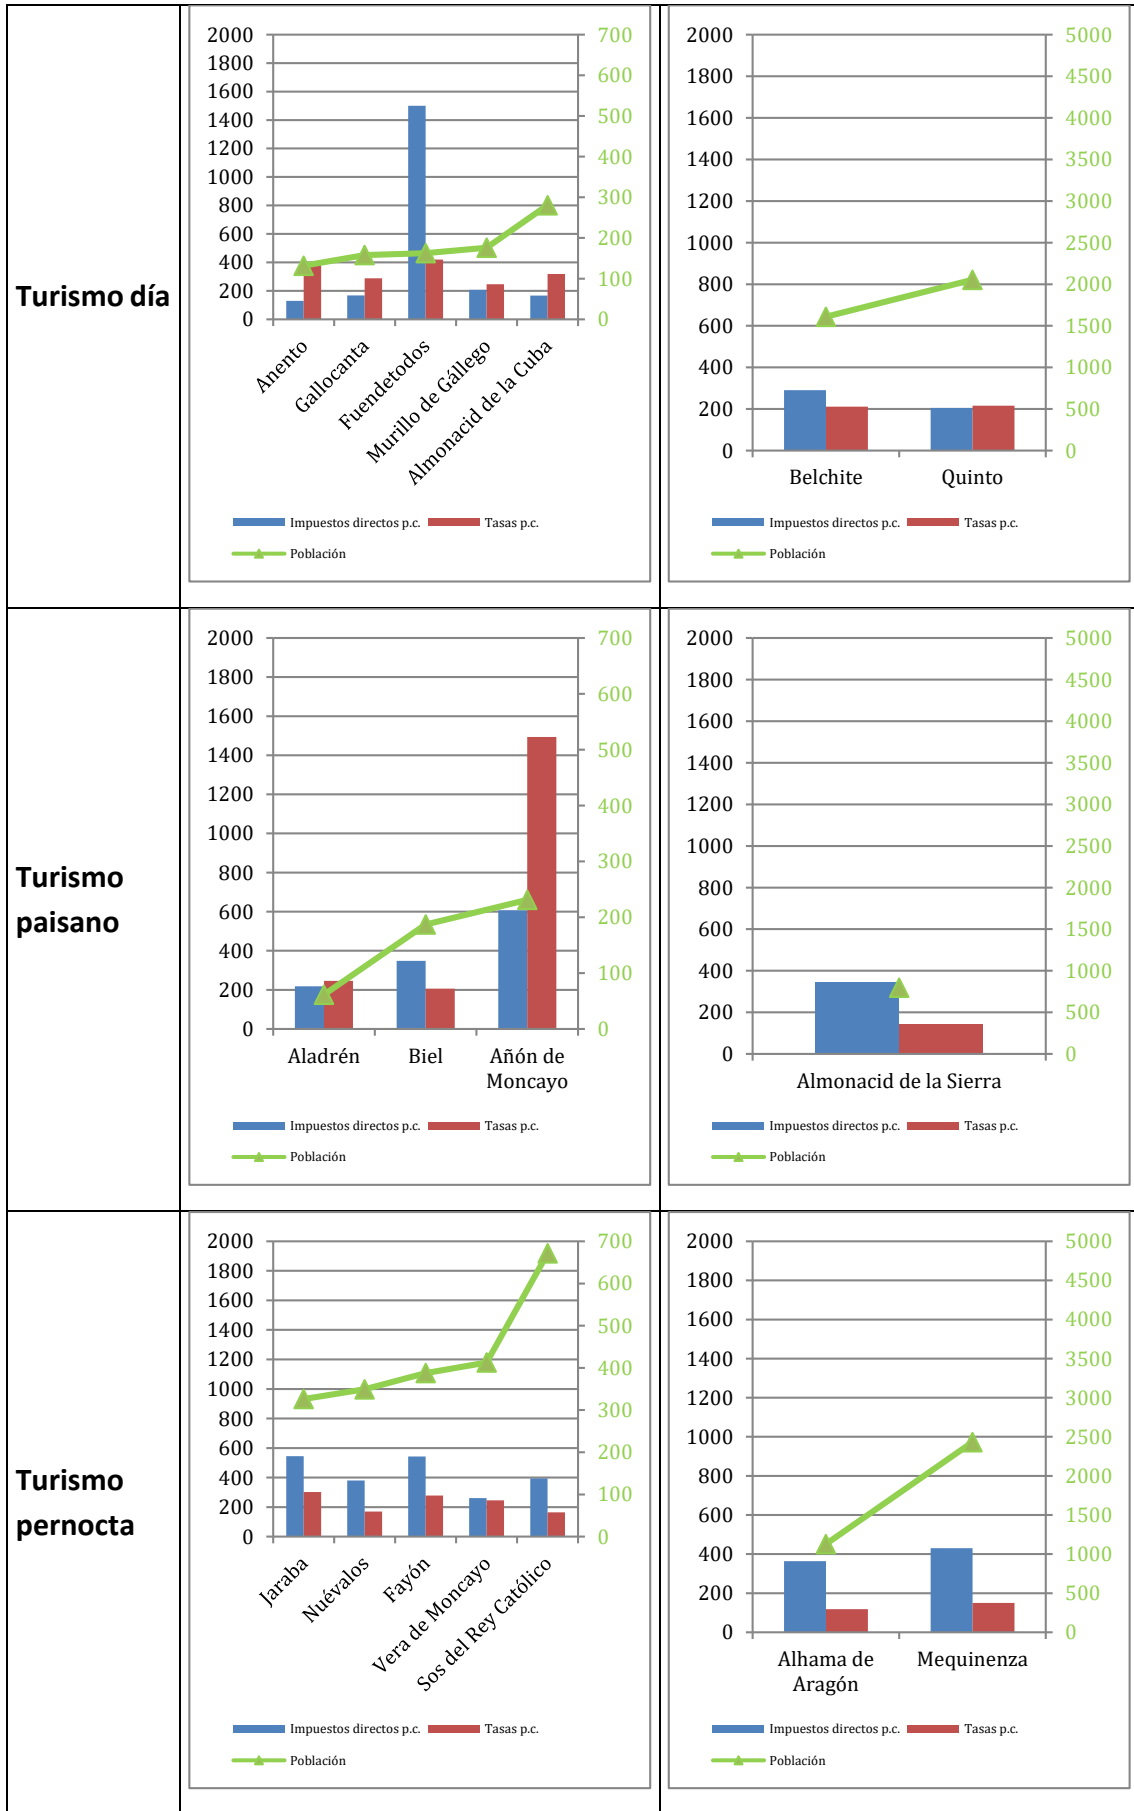 Turismo día
2000
1800
1600
1400
1200
1000
800
600
400
200
0
700
600
500
400
300
200
100
0
Anento
Gallocanta
Fuendetodos
Murillo de Gállego
Almonacid de la Cuba
Impuestos directos p.c.
Tasas p.c.
Población
2000
1800
1600
1400
1200
1000
800
600
400
200
0
5000
4500
4000
3500
3000
2500
2000
1500
1000
500
0
Belchite
Quinto
Impuestos directos p.c.
Tasas p.c.
Población
Turismo
paisano
2000
1800
1600
1400
1200
1000
800
600
400
200
0
700
600
500
400
300
200
100
0
Aladrén
Biel
Añón de
Moncayo
Impuestos directos p.c.
Tasas p.c.
Población
2000
1800
1600
1400
1200
1000
800
600
400
200
0
5000
4500
4000
3500
3000
2500
2000
1500
1000
500
0
Almonacid de la Sierra
Impuestos directos p.c.
Tasas p.c.
Población
Turismo
pernocta
2000
1800
1600
1400
1200
1000
800
600
400
200
0
700
600
500
400
300
200
100
0
Jaraba
Nuévalos
Fayón
Vera de Moncayo
Sos del Rey Católico
Impuestos directos p.c.
Tasas p.c.
Población
2000
1800
1600
1400
1200
1000
800
600
400
200
0
5000
4500
4000
3500
3000
2500
2000
1500
1000
500
0
Alhama de
Aragón
Mequinenza
Impuestos directos p.c.
Tasas p.c.
Población